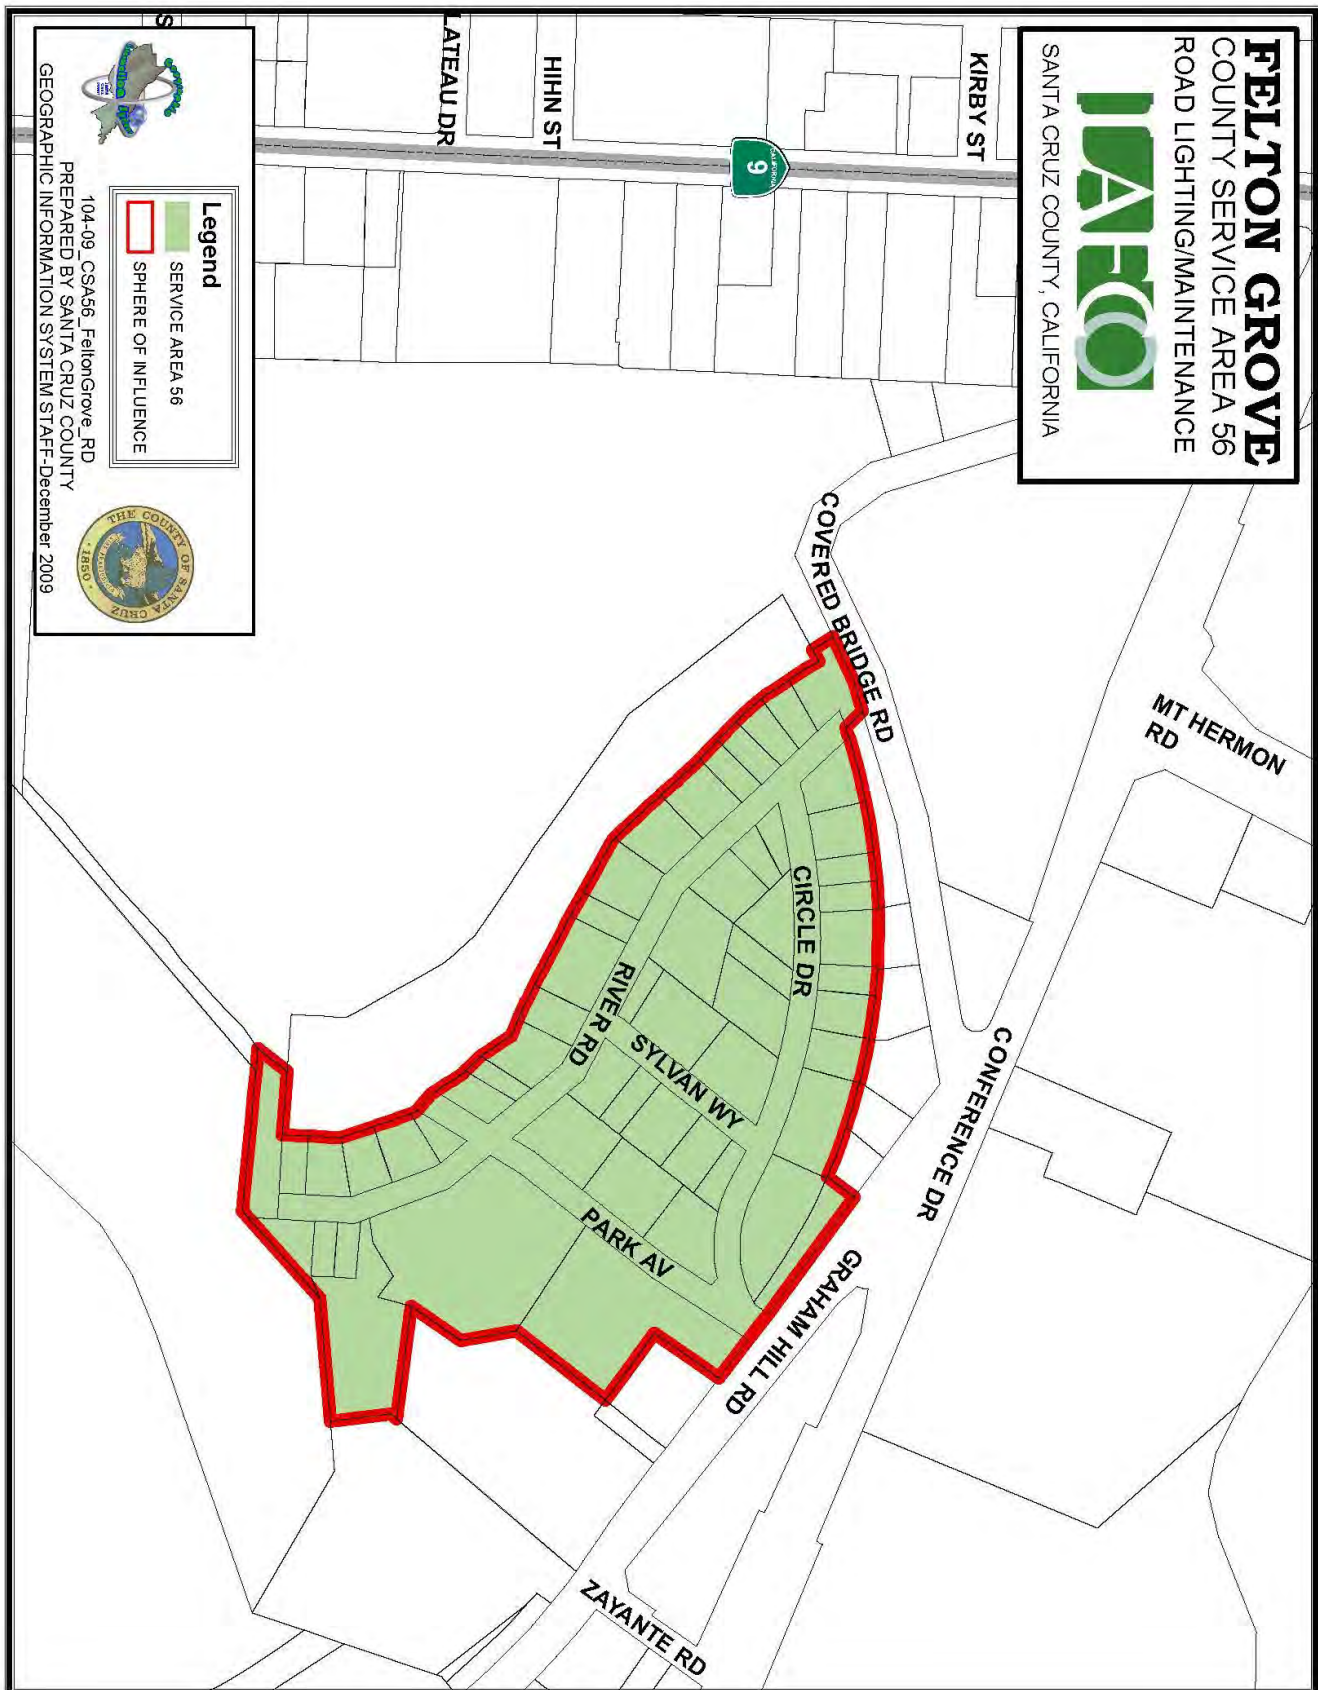 FELTON GROVE
COUNTY SERVICE AREA 56
ROAD LIGHTING/MAINTENANCE
LAFCO
SANTA CRUZ COUNTY, CALIFORNIA
KIRBY ST
HIHN ST
LATEAU DR
S
CALIFORNIA
9
COVERED BRIDGE RD
MT HERMON
RD
CIRCLE DR
RIVER RD
SYLVAN WY
PARK AV
CONFERENCE DR
GRAHAM HILL RD
ZAYANTE RD
Legend
SERVICE AREA 56
SPHERE OF INFLUENCE
104-09_CSA56_FeltonGrove_RD
PREPARED BY SANTA CRUZ COUNTY
GEOGRAPHIC INFORMATION SYSTEM STAFF-December 2009
THE COUNTY OF SANTA CRUZ
1850